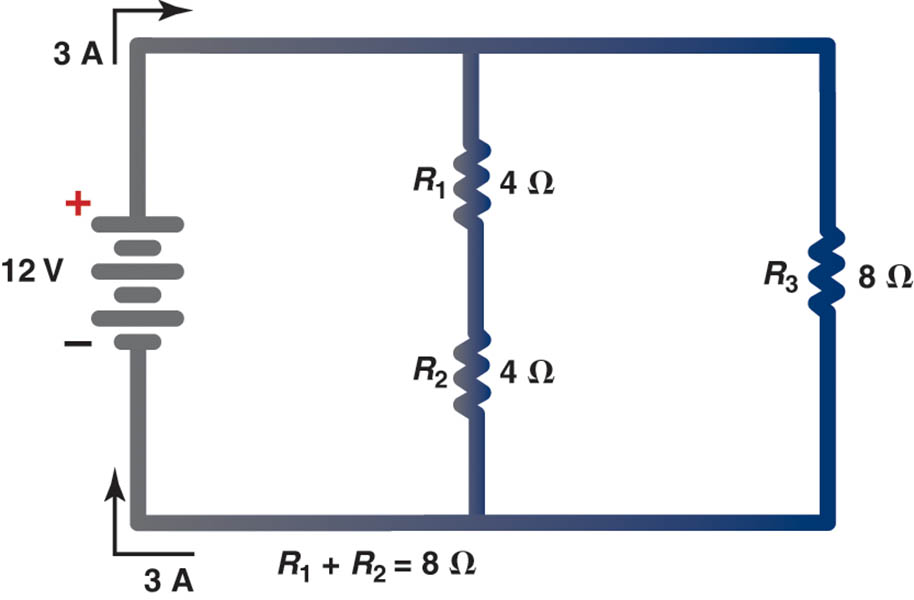 3 A
+
12 V
−
R1 4 Ω
R2 4 Ω
R3 8 Ω
3 A
R1 + R2 = 8 Ω